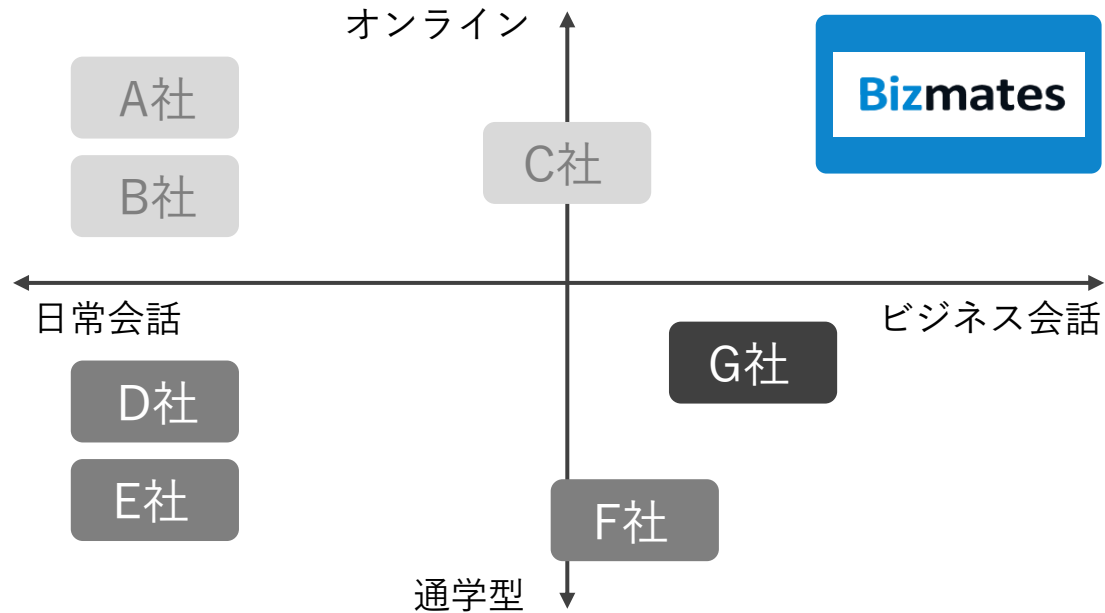 オンライン
A社
Bizmates
C社
B社
日常会話
ビジネス会話
G社
D社
E社
F社
通学型